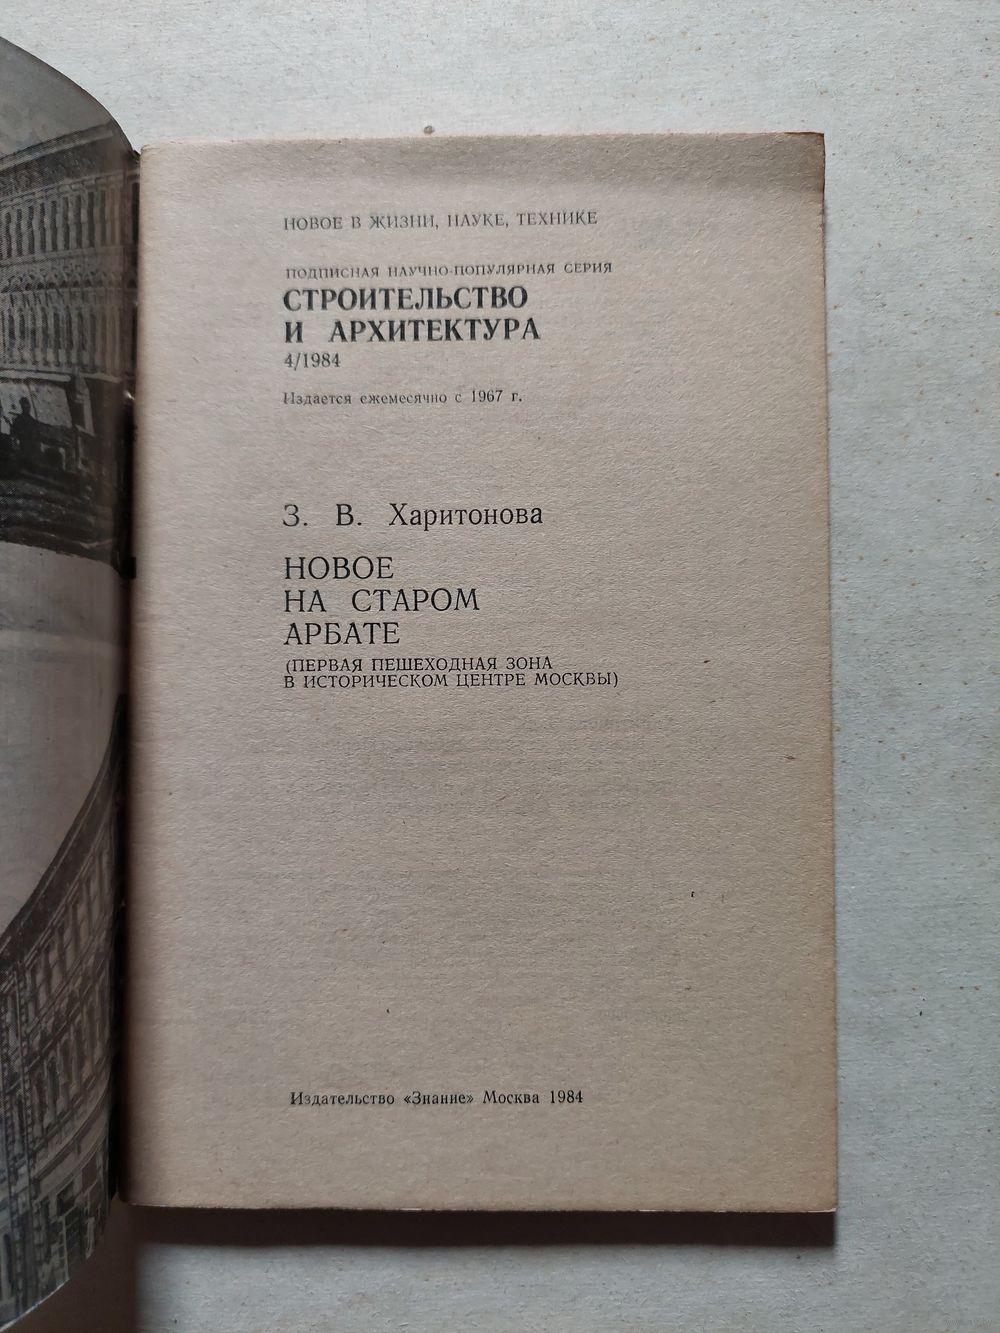 НОВОЕ В ЖИЗНИ, НАУКЕ, ТЕХНИКЕ
ПОДПИСНАЯ НАУЧНО-ПОПУЛЯРНАЯ СЕРИЯ
СТРОИТЕЛЬСТВО
И АРХИТЕКТУРА
4/1984
Издается ежемесячно с 1967 г.
З. В. Харитонова
НОВОЕ
НА СТАРОМ
АРБАТЕ
(ПЕРВАЯ ПЕШЕХОДНАЯ ЗОНА
В ИСТОРИЧЕСКОМ ЦЕНТРЕ МОСКВЫ)
Издательство «Знание» Москва 1984